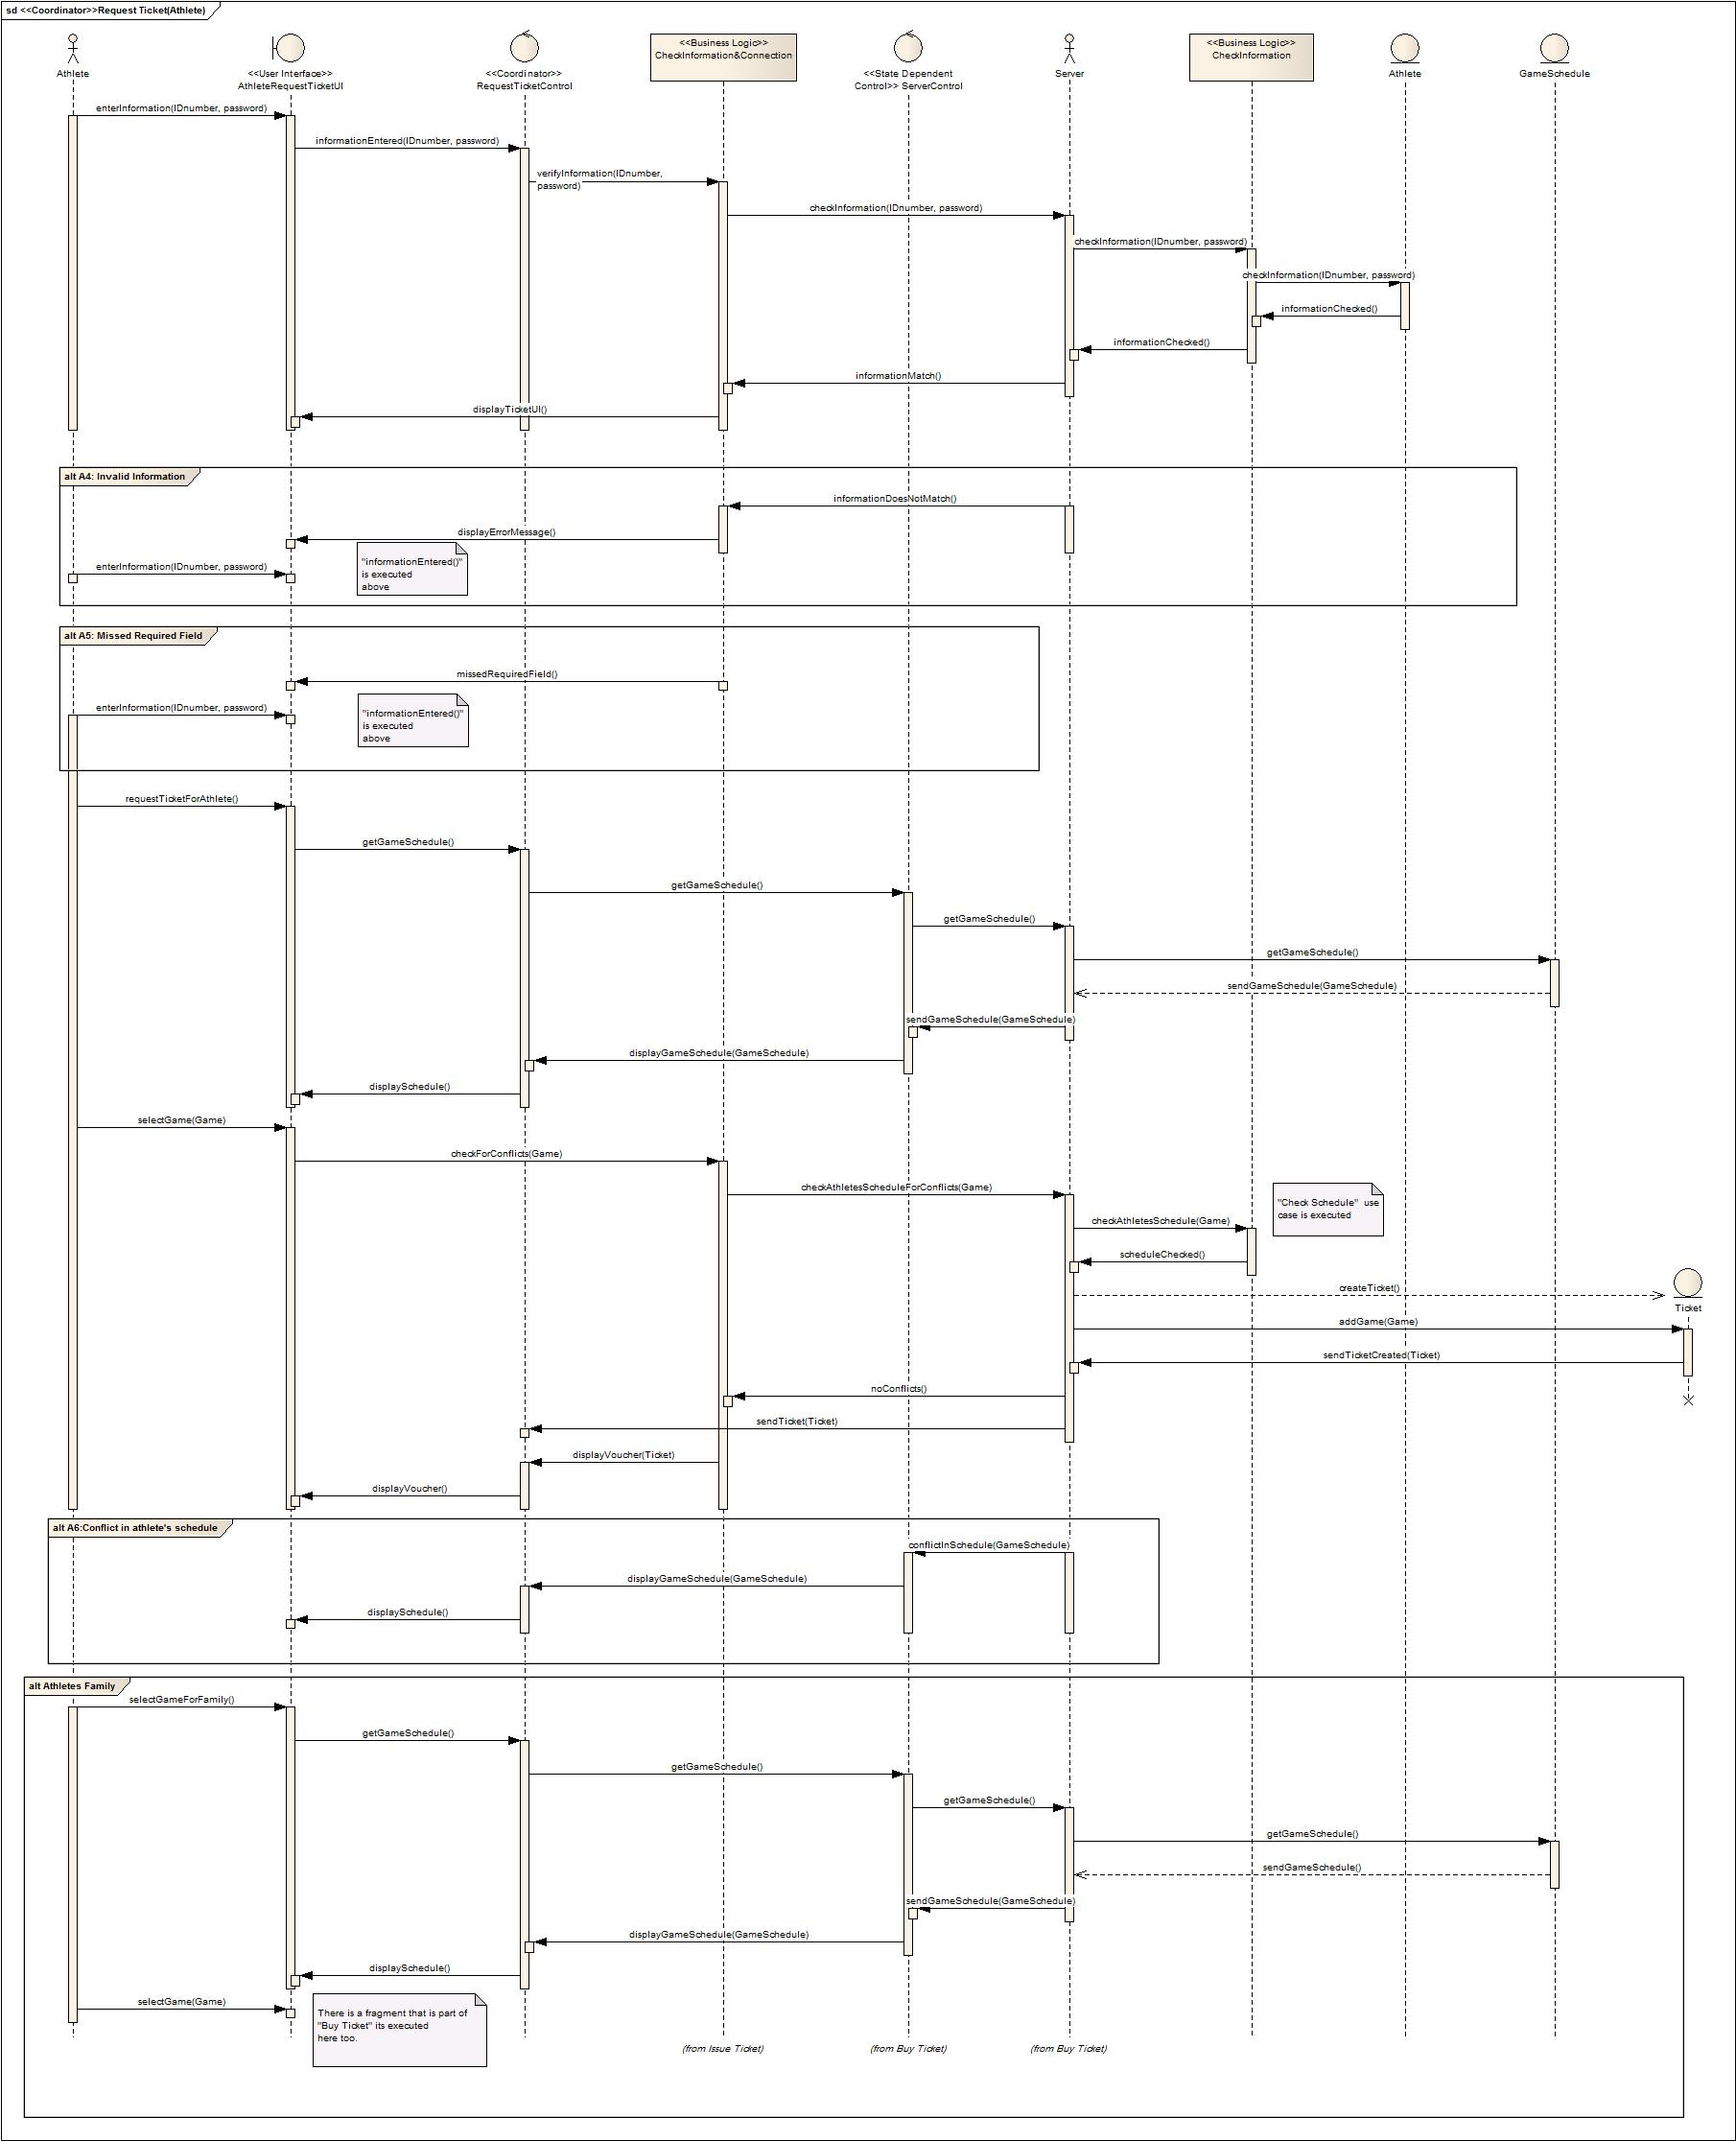 sd <<Coordinator>>Request Ticket(Athlete)
Athlete
<<User Interface>>
AthleteRequestTicketUI
<<Coordinator>>
RequestTicketControl
<<Business Logic>>
CheckInformation&Connection
<<State Dependent
Control>> ServerControl
Server
<<Business Logic>>
CheckInformation
Athlete
GameSchedule
enterInformation(IDnumber, password)
informationEntered(IDnumber, password)
verifyInformation(IDnumber,
password)
checkInformation(IDnumber, password)
checkInformation(IDnumber, password)
checkInformation(IDnumber, password)
informationChecked()
informationChecked()
informationMatch()
displayTicketUI()
alt A4: Invalid Information
informationDoesNotMatch()
displayErrorMessage()
"informationEntered()"
is executed
above
enterInformation(IDnumber, password)
alt A5: Missed Required Field
missedRequiredField()
enterInformation(IDnumber, password)
"informationEntered()"
is executed
above
requestTicketForAthlete()
getGameSchedule()
getGameSchedule()
getGameSchedule()
getGameSchedule()
sendGameSchedule(GameSchedule)
sendGameSchedule(GameSchedule)
displayGameSchedule(GameSchedule)
displaySchedule()
selectGame(Game)
checkForConflicts(Game)
checkAthletesScheduleForConflicts(Game)
"Check Schedule" use
case is executed
checkAthletesSchedule(Game)
scheduleChecked()
createTicket()
Ticket
addGame(Game)
sendTicketCreated(Ticket)
noConflicts()
sendTicket(Ticket)
displayVoucher(Ticket)
displayVoucher()
alt A6:Conflict in athlete's schedule
conflictInSchedule(GameSchedule)
displayGameSchedule(GameSchedule)
displaySchedule()
alt Athletes Family
selectGameForFamily()
getGameSchedule()
getGameSchedule()
getGameSchedule()
getGameSchedule()
sendGameSchedule()
sendGameSchedule(GameSchedule)
displayGameSchedule(GameSchedule)
displaySchedule()
selectGame(Game)
There is a fragment that is part of
"Buy Ticket" its executed
here too.
(from Issue Ticket)
(from Buy Ticket)
(from Buy Ticket)